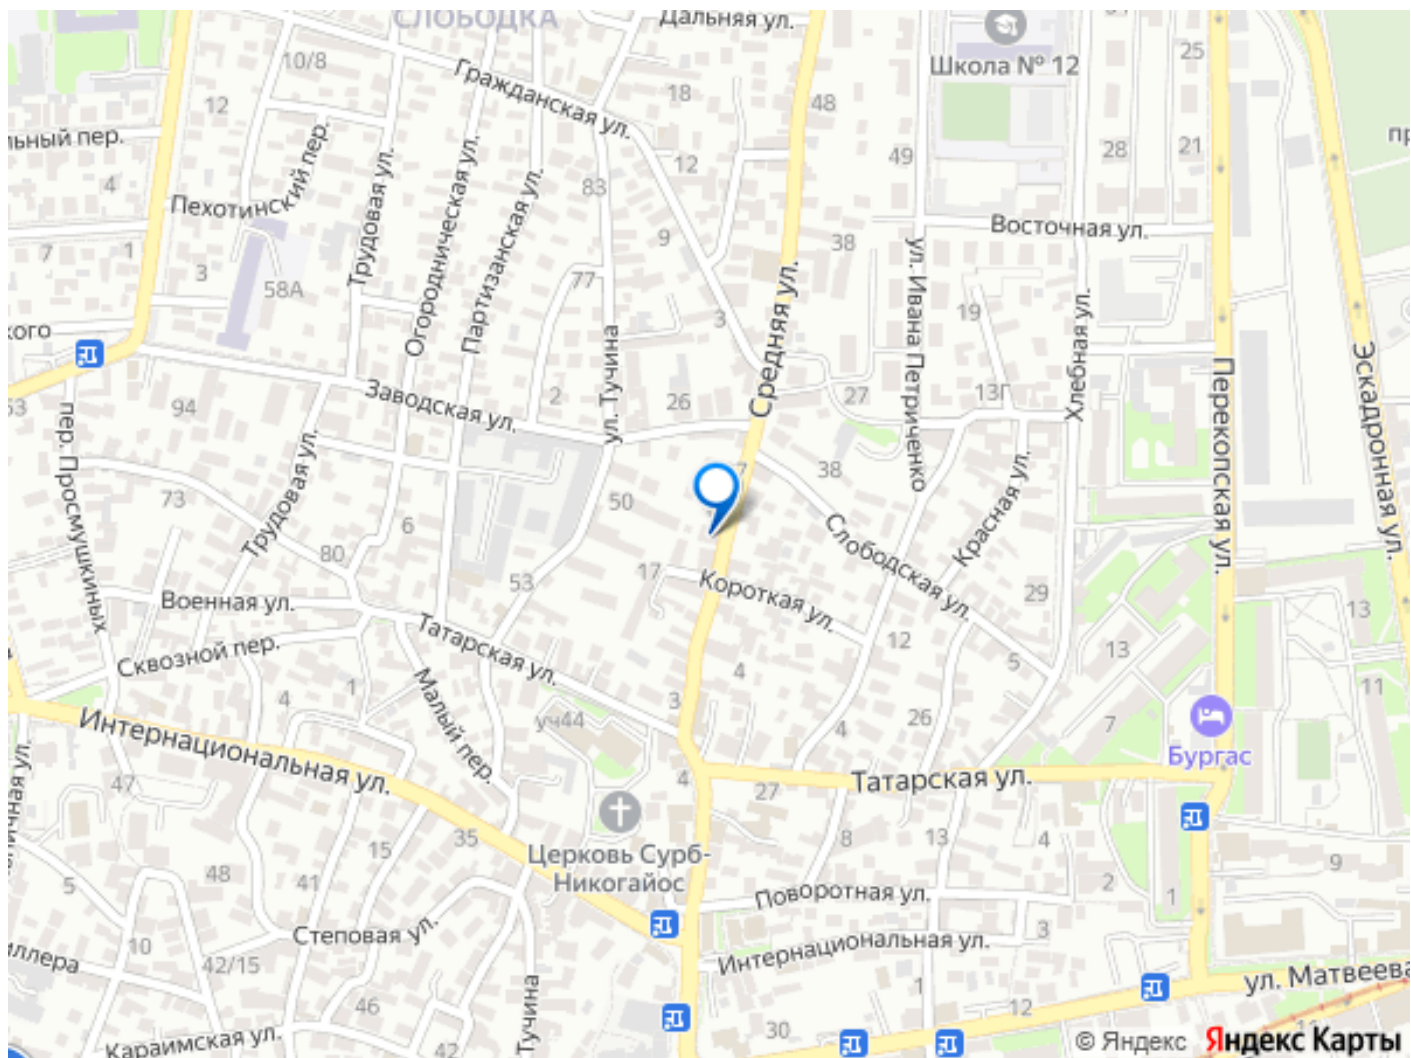 СЛОБОДКА
Дальняя ул.
10/8
Гражданская ул.
Школа № 12
25
18
48
12
льный пер.
Пехотинский пер.
Трудовая ул.
Огородническая ул.
Партизанская ул.
12
49
28
21
пр
4
83
7
1
3
9
38
Восточная ул.
58А
77
ул. Ивана Петриченко
19
кого
3
Средняя ул.
ул. Тучина
Хлебная ул.
Перекопская ул.
Эскадронная ул.
53
94
Заводская ул.
2
26
27
13Г
пер. Просмушкиных
Трудовая ул.
73
6
50
7
38
Слободская ул.
Красная ул.
80
53
17
Короткая ул.
29
13
Военная ул.
Татарская ул.
12
Сквозной пер.
Малый пер.
4
1
4
5
13
11
3
уч44
4
26
7
Интернациональная ул.
Бургас
47
4
27
Татарская ул.
35
15
8
13
4
Церковь Сурб-
Никогайос
5
48
41
2
1
9
Поворотная ул.
Степовая ул.
10
42/15
3
Интернациональная ул.
иллера
46
Тучина
1
12
ул. Матвеева
Караимская ул.
42
30
© Яндекс
Яндекс Карты